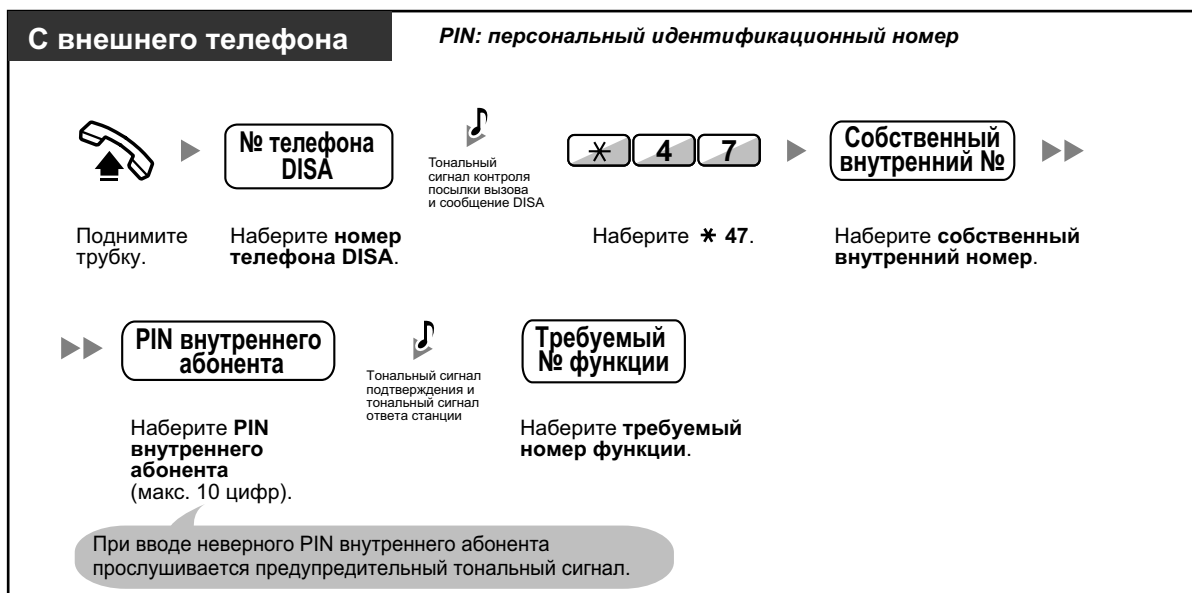 С внешнего телефона
PIN: персональный идентификационный номер
№ телефона
DISA
Тональный
сигнал контроля
посылки вызова
и сообщение DISA
* 4 7
Собственный
внутренний №
Поднимите
трубку.
Наберите номер
телефона DISA.
Наберите * 47.
Наберите собственный
внутренний номер.
PIN внутреннего
абонента
Тональный сигнал
подтверждения и
тональный сигнал
ответа станции
Требуемый
№ функции
Наберите PIN
внутреннего
абонента
(макс. 10 цифр).
Наберите требуемый
номер функции.
При вводе неверного PIN внутреннего абонента
прослушивается предупредительный тональный сигнал.